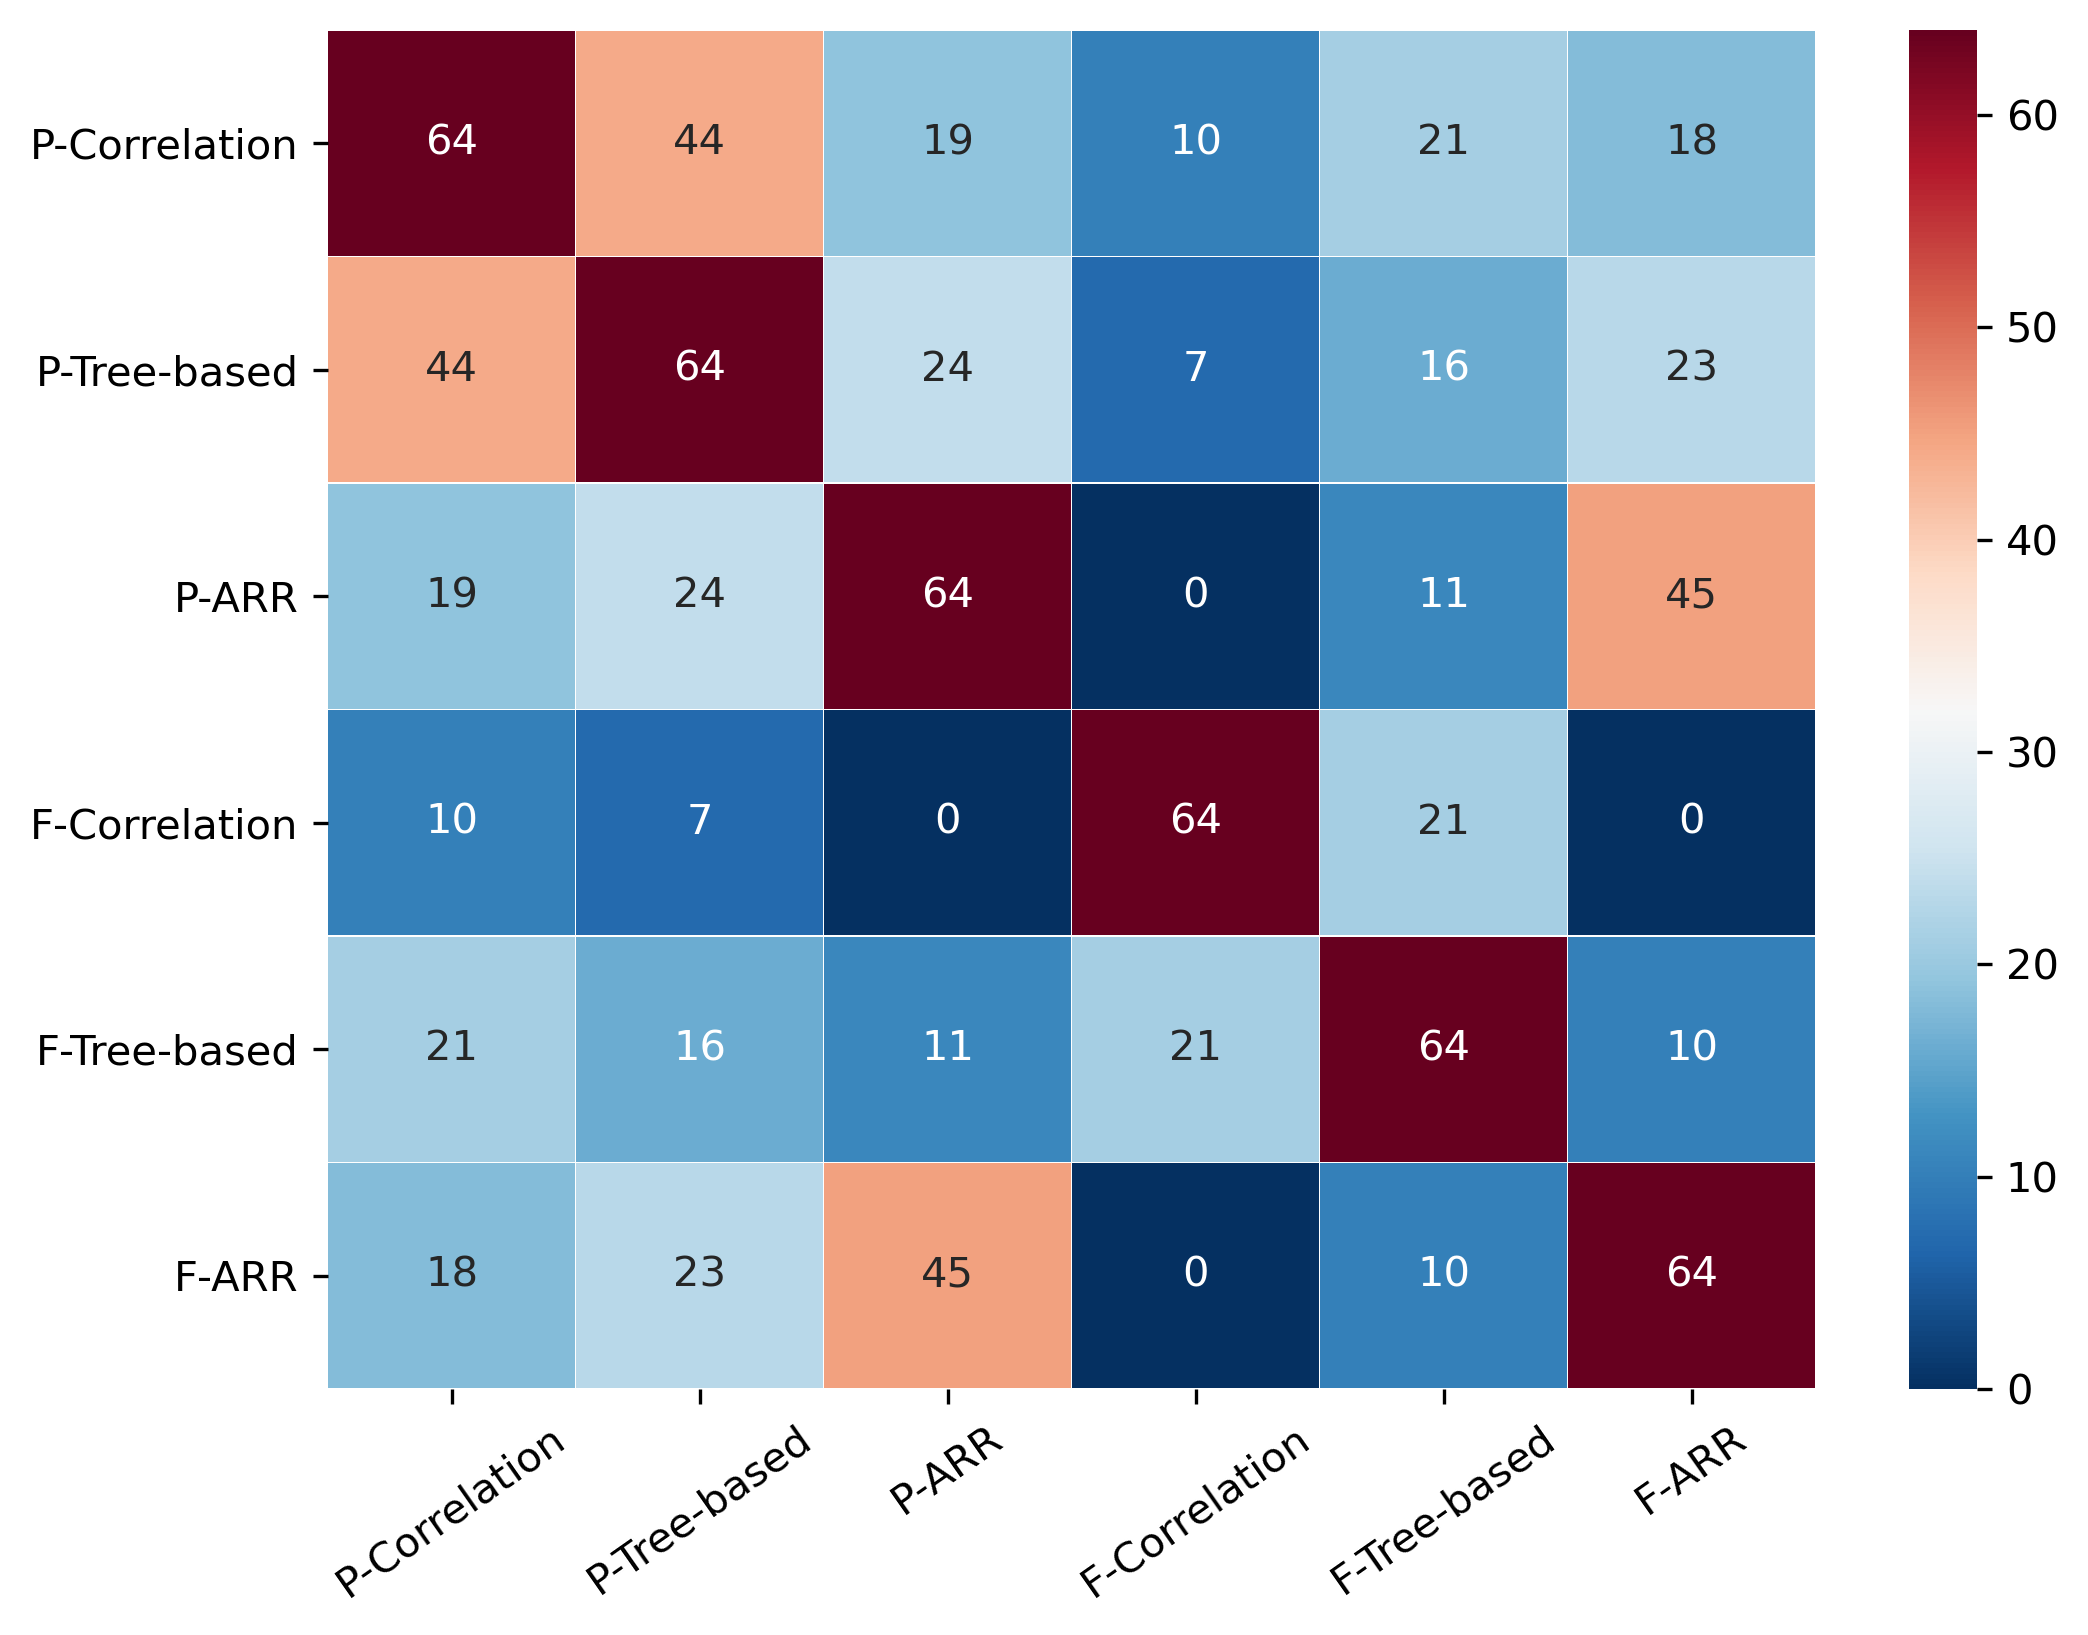 P-Correlation 64 44 19 10 21 18
P-Tree-based 44 64 24 7 16 23
P-ARR 19 24 64 0 11 45
F-Correlation 10 7 0 64 21 0
F-Tree-based 21 16 11 21 64 10
F-ARR 18 23 45 0 10 64
P-Correlation P-Tree-based P-ARR F-Correlation F-Tree-based F-ARR
60
50
40
30
20
10
0